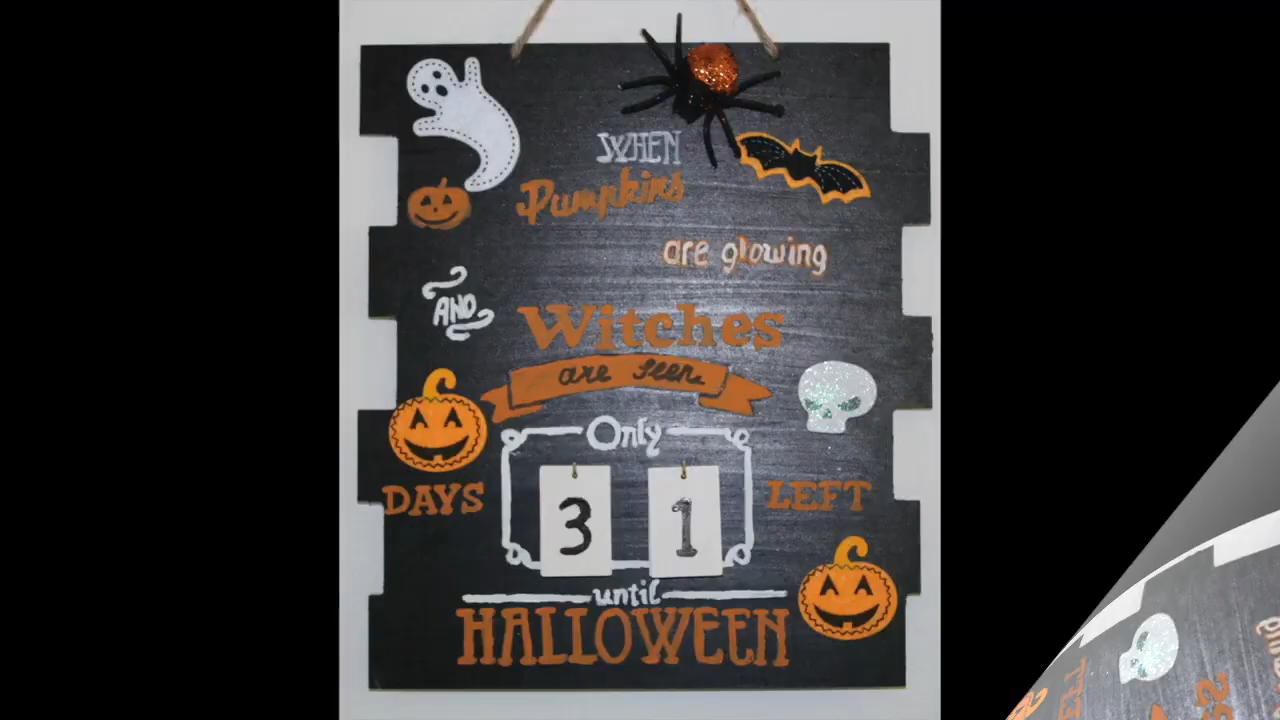 WHEN
Pumpkins
are glowing
AND
Witches
are seen
Only
DAYS 3 1 LEFT
until
HALLOWEEN